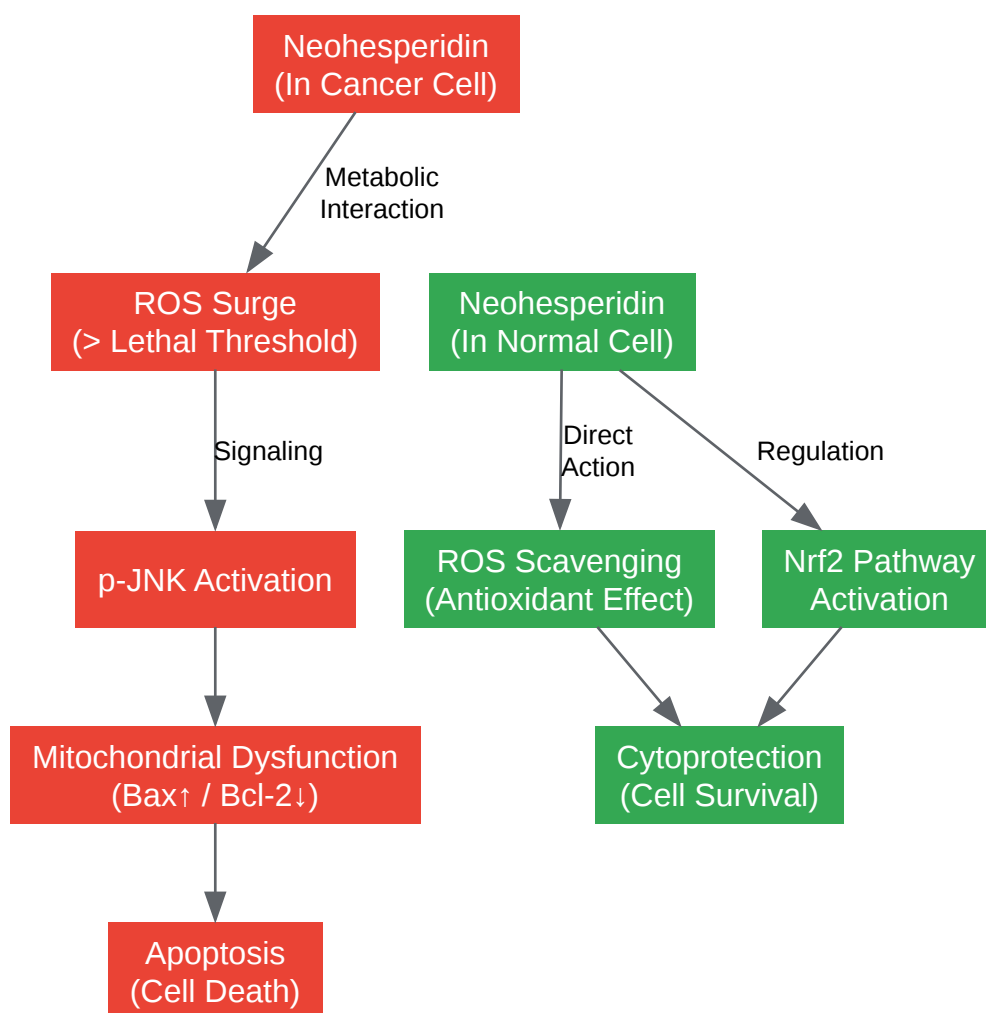 Neohesperidin
(In Cancer Cell)
Metabolic
Interaction
ROS Surge
(> Lethal Threshold)
Neohesperidin
(In Normal Cell)
Signaling
Direct
Action
Regulation
p-JNK Activation
ROS Scavenging
(Antioxidant Effect)
Nrf2 Pathway
Activation
Mitochondrial Dysfunction
(Bax↑ / Bcl-2↓)
Cytoprotection
(Cell Survival)
Apoptosis
(Cell Death)